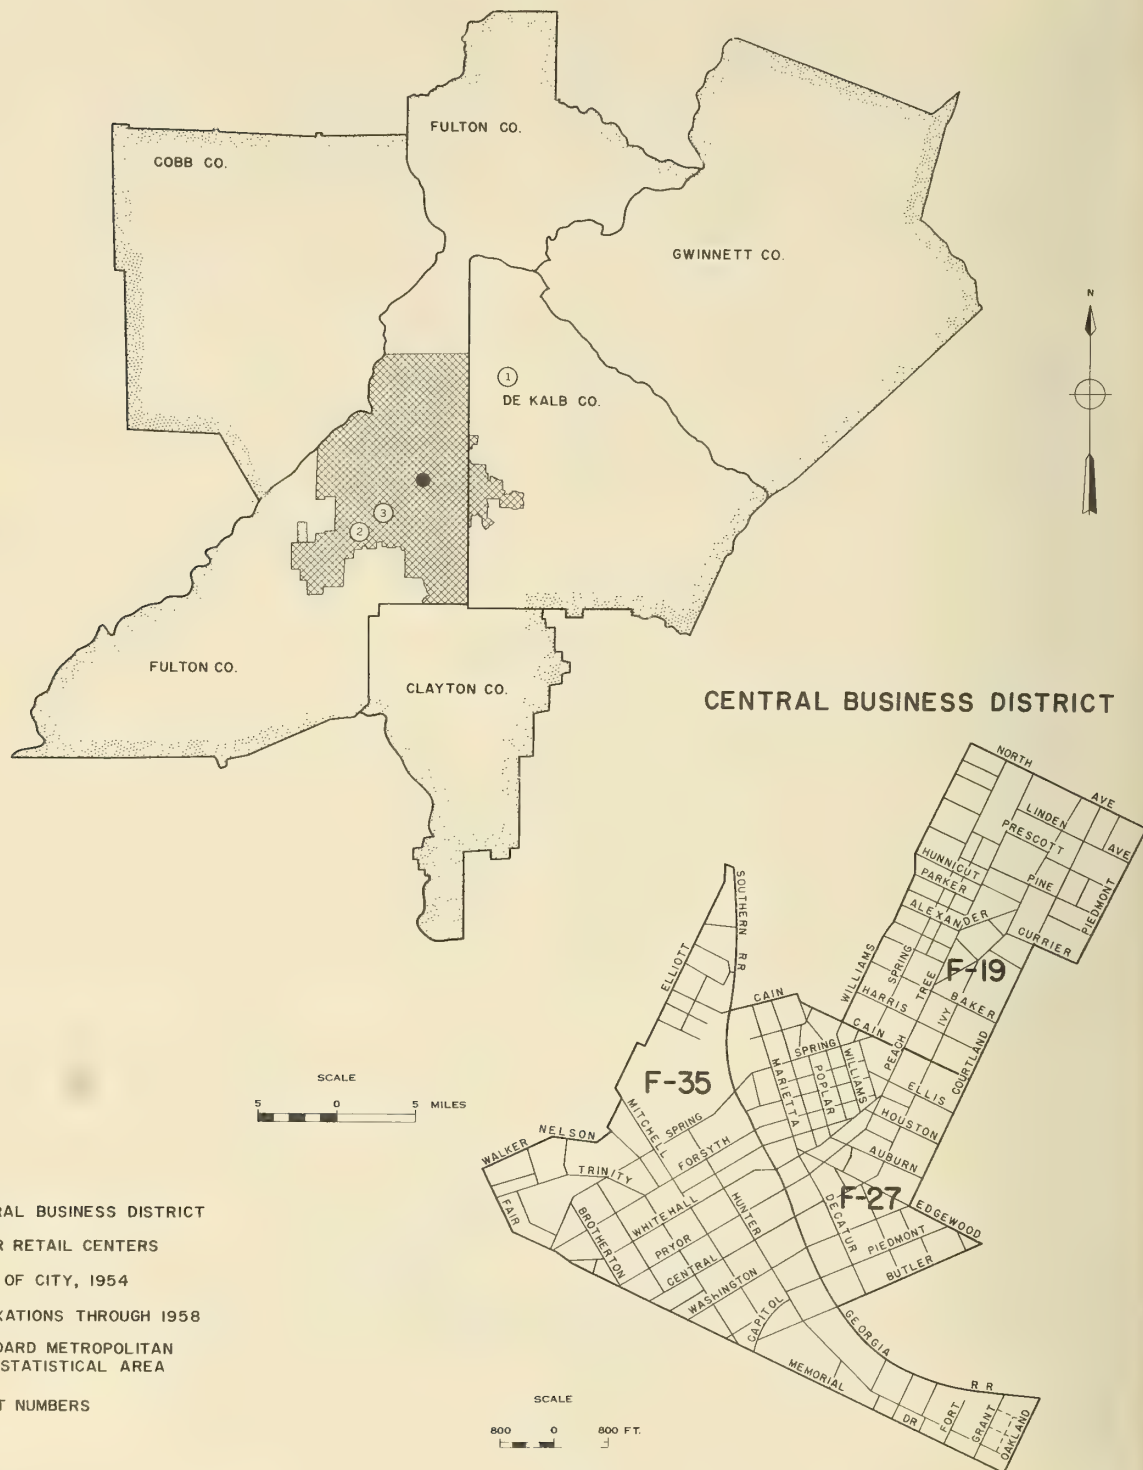 FULTON CO.
COBB CO.
GWINNETT CO.
N
1
DE KALB CO.
3
2
FULTON CO.
CLAYTON CO.
CENTRAL BUSINESS DISTRICT
NORTH AVE
LINDEN AVE
PRESCOTT
HUNNICUT
PINE
PARKER
PIEDMONT
ALEXANDER
CURRIER
SOUTHERN R.R
ELLIOTT
WILLIAMS
SPRING
PEACH TREE
F-19
HARRIS
IVY
BAKER
CAIN
CAIN
COURTLAND
SPRING
WILLIAMS
POPLAR
MARIETTA
ELLIS
HOUSTON
AUBURN
F-35
MITCHELL
SPRING
FORSYTH
NELSON
WALKER
TRINITY
FAIR
BROTHERTON
WHITEHALL
HUNTER
PRYOR
CENTRAL
WASHINGTON
DECATUR
F-27
EDGEWOOD
PIEDMONT
BUTLER
CAPITOL
GEORGIA R R
MEMORIAL DR
FORT
GRANT
OAKLAND
SCALE
5 0 5 MILES
RAL BUSINESS DISTRICT
R RETAIL CENTERS
OF CITY, 1954
XATIONS THROUGH 1958
DARD METROPOLITAN
STATISTICAL AREA
T NUMBERS
SCALE
800 0 800 FT.